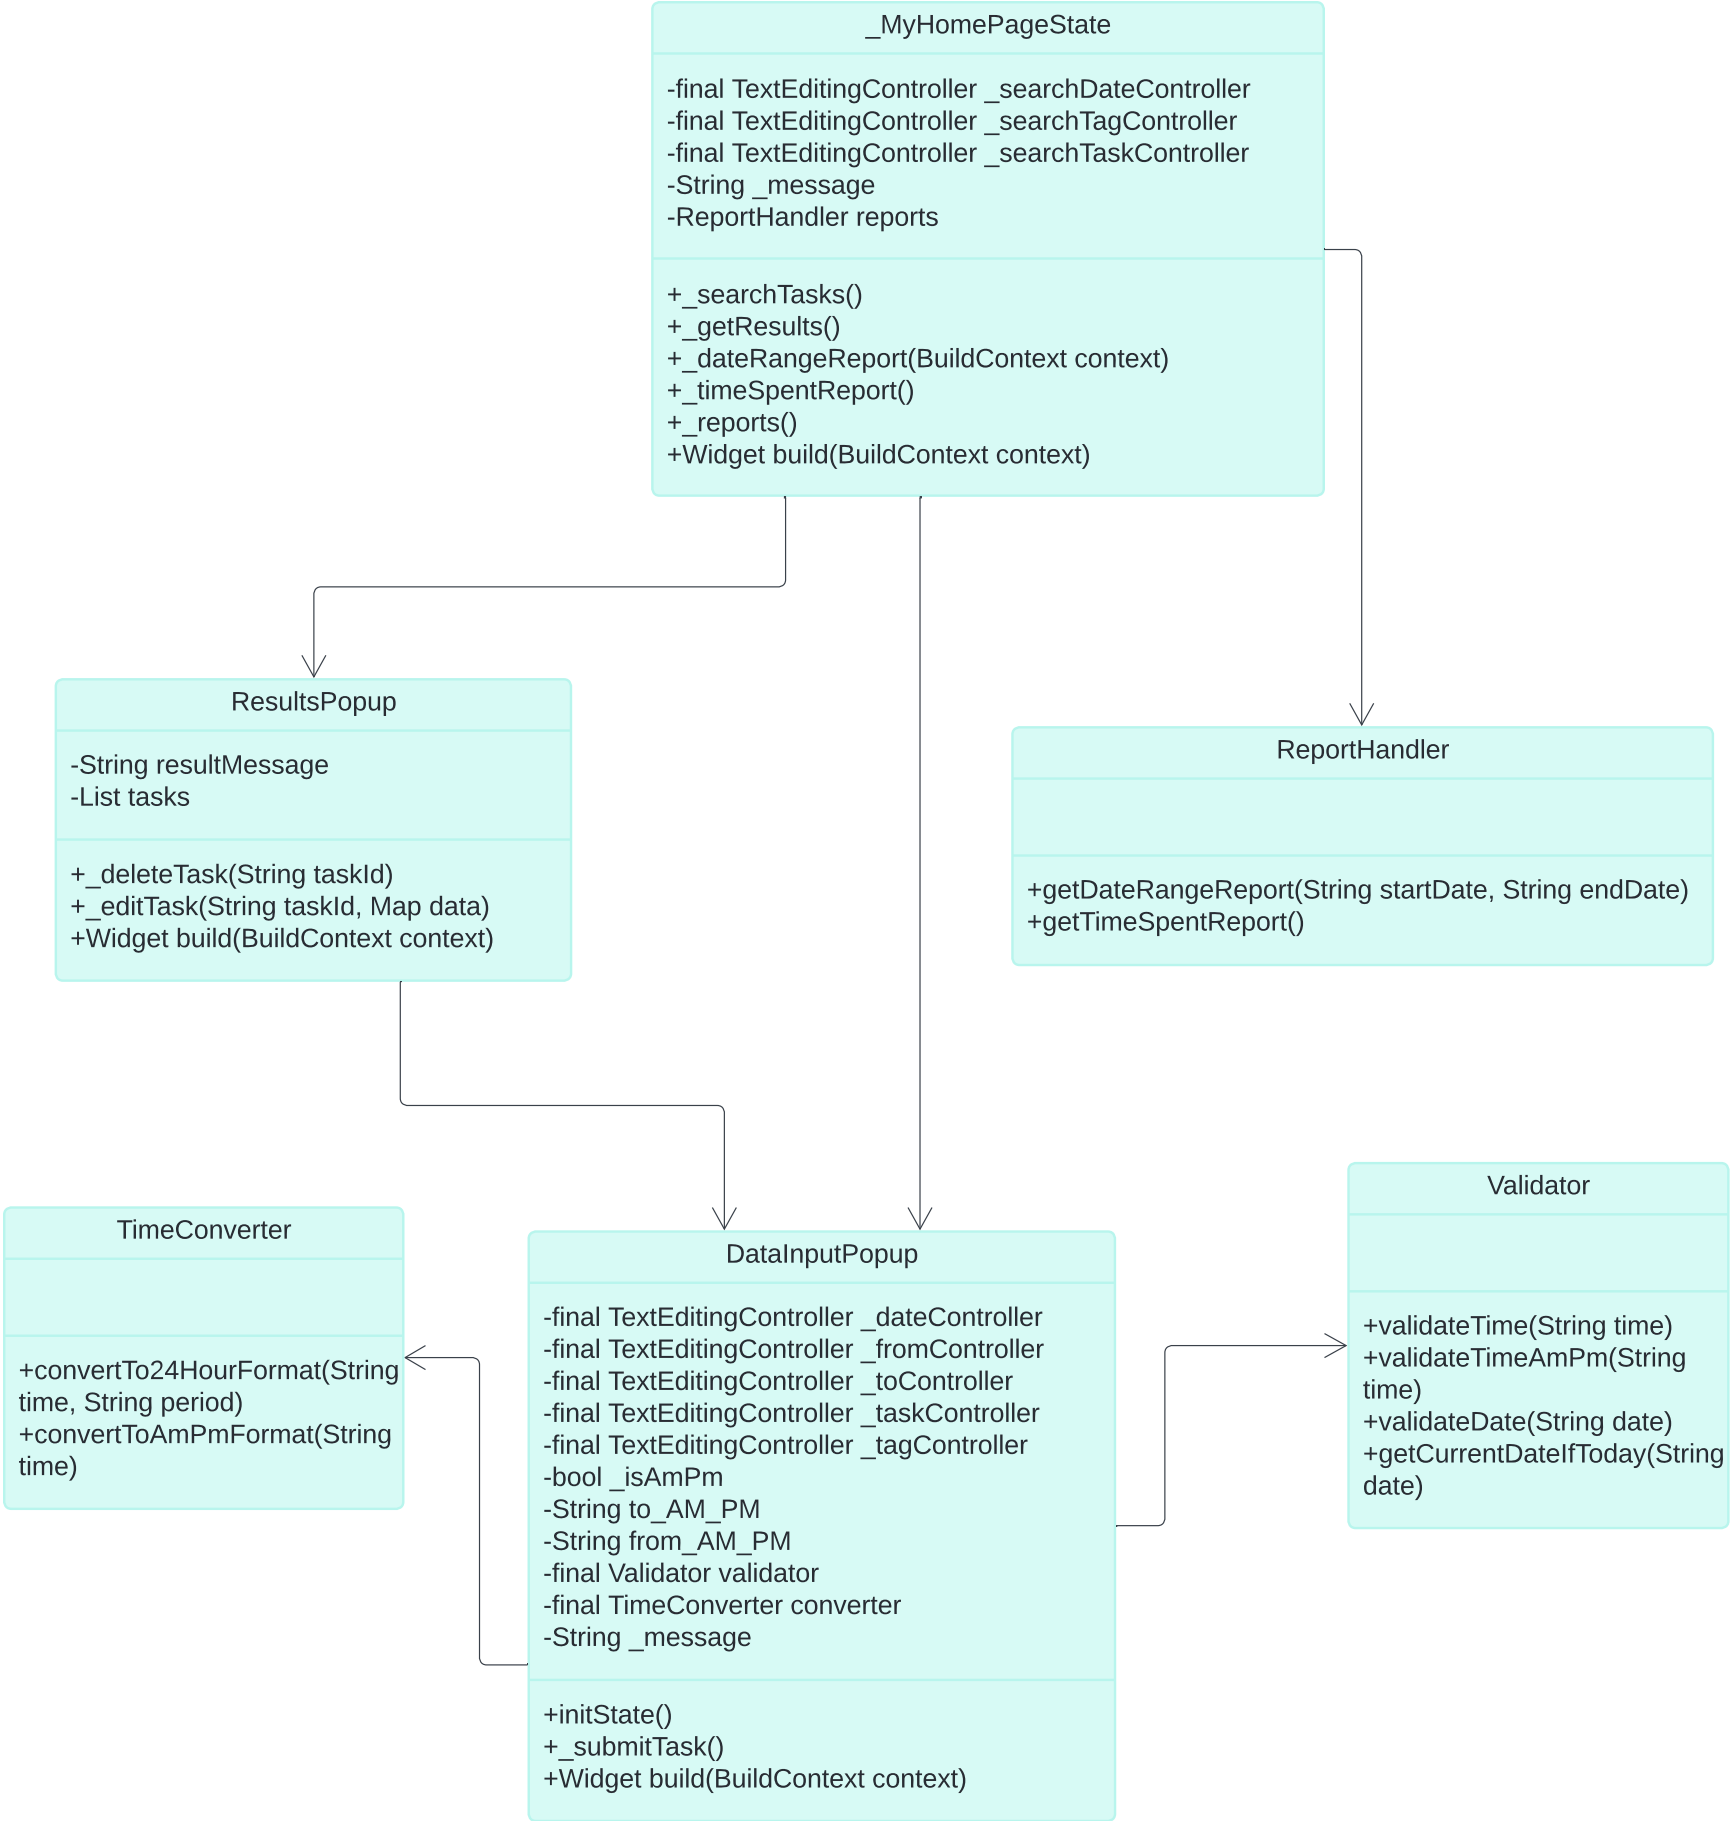 _MyHomePageState
-final TextEditingController _searchDateController
-final TextEditingController _searchTagController
-final TextEditingController _searchTaskController
-String _message
-ReportHandler reports
+_searchTasks()
+_getResults()
+_dateRangeReport(BuildContext context)
+_timeSpentReport()
+_reports()
+Widget build(BuildContext context)
ResultsPopup
-String resultMessage
-List tasks
+_deleteTask(String taskId)
+_editTask(String taskId, Map data)
+Widget build(BuildContext context)
ReportHandler
+getDateRangeReport(String startDate, String endDate)
+getTimeSpentReport()
TimeConverter
+convertTo24HourFormat(String
time, String period)
+convertToAmPmFormat(String
time)
DataInputPopup
-final TextEditingController _dateController
-final TextEditingController _fromController
-final TextEditingController _toController
-final TextEditingController _taskController
-final TextEditingController _tagController
-bool _isAmPm
-String to_AM_PM
-String from_AM_PM
-final Validator validator
-final TimeConverter converter
-String _message
+initState()
+_submitTask()
+Widget build(BuildContext context)
Validator
+validateTime(String time)
+validateTimeAmPm(String
time)
+validateDate(String date)
+getCurrentDateIfToday(String
date)